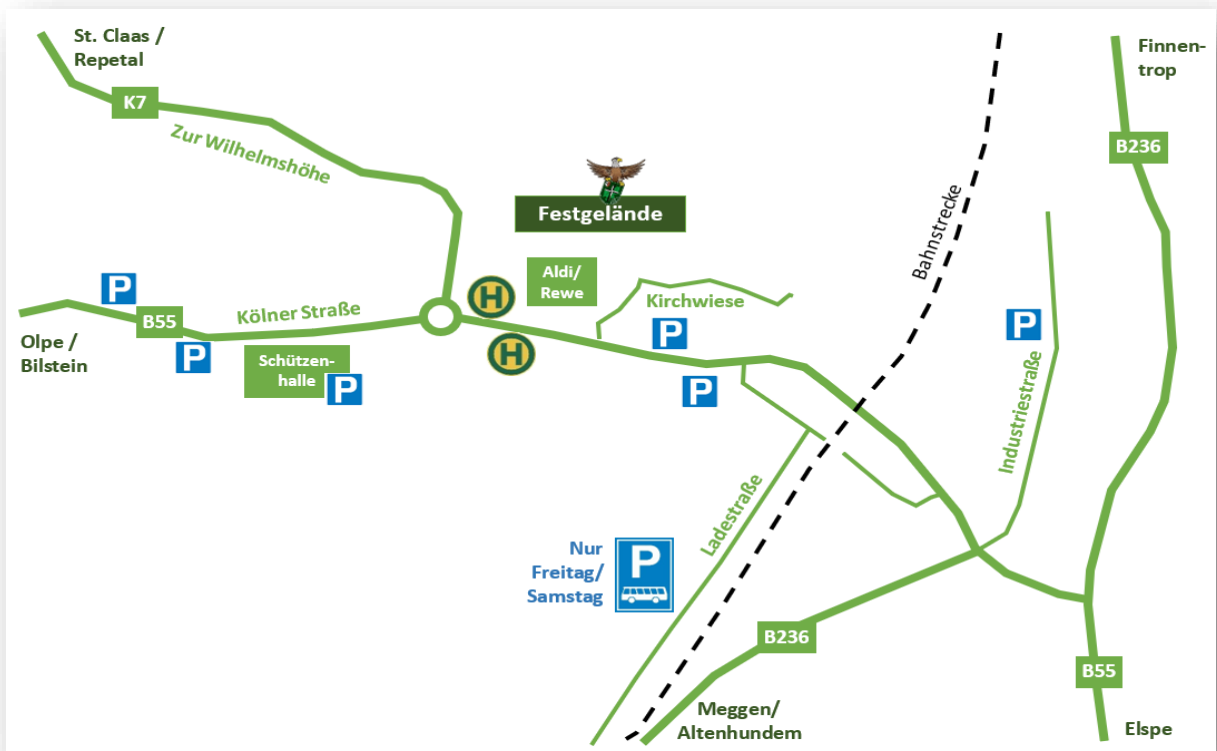 St. Claas /
Repetal
K7
Zur Wilhelmshöhe
Finnen-
trop
B236
Festgelände
Bahnstrecke
Aldi/
Rewe
Kirchwiese
P
B55
Kölner Straße
H
H
P
P
Olpe /
Bilstein
P
Schützen-
halle
P
P
Industriestraße
Ladestraße
Nur
Freitag/
Samstag
P
B236
B55
Meggen/
Altenhundem
Elspe